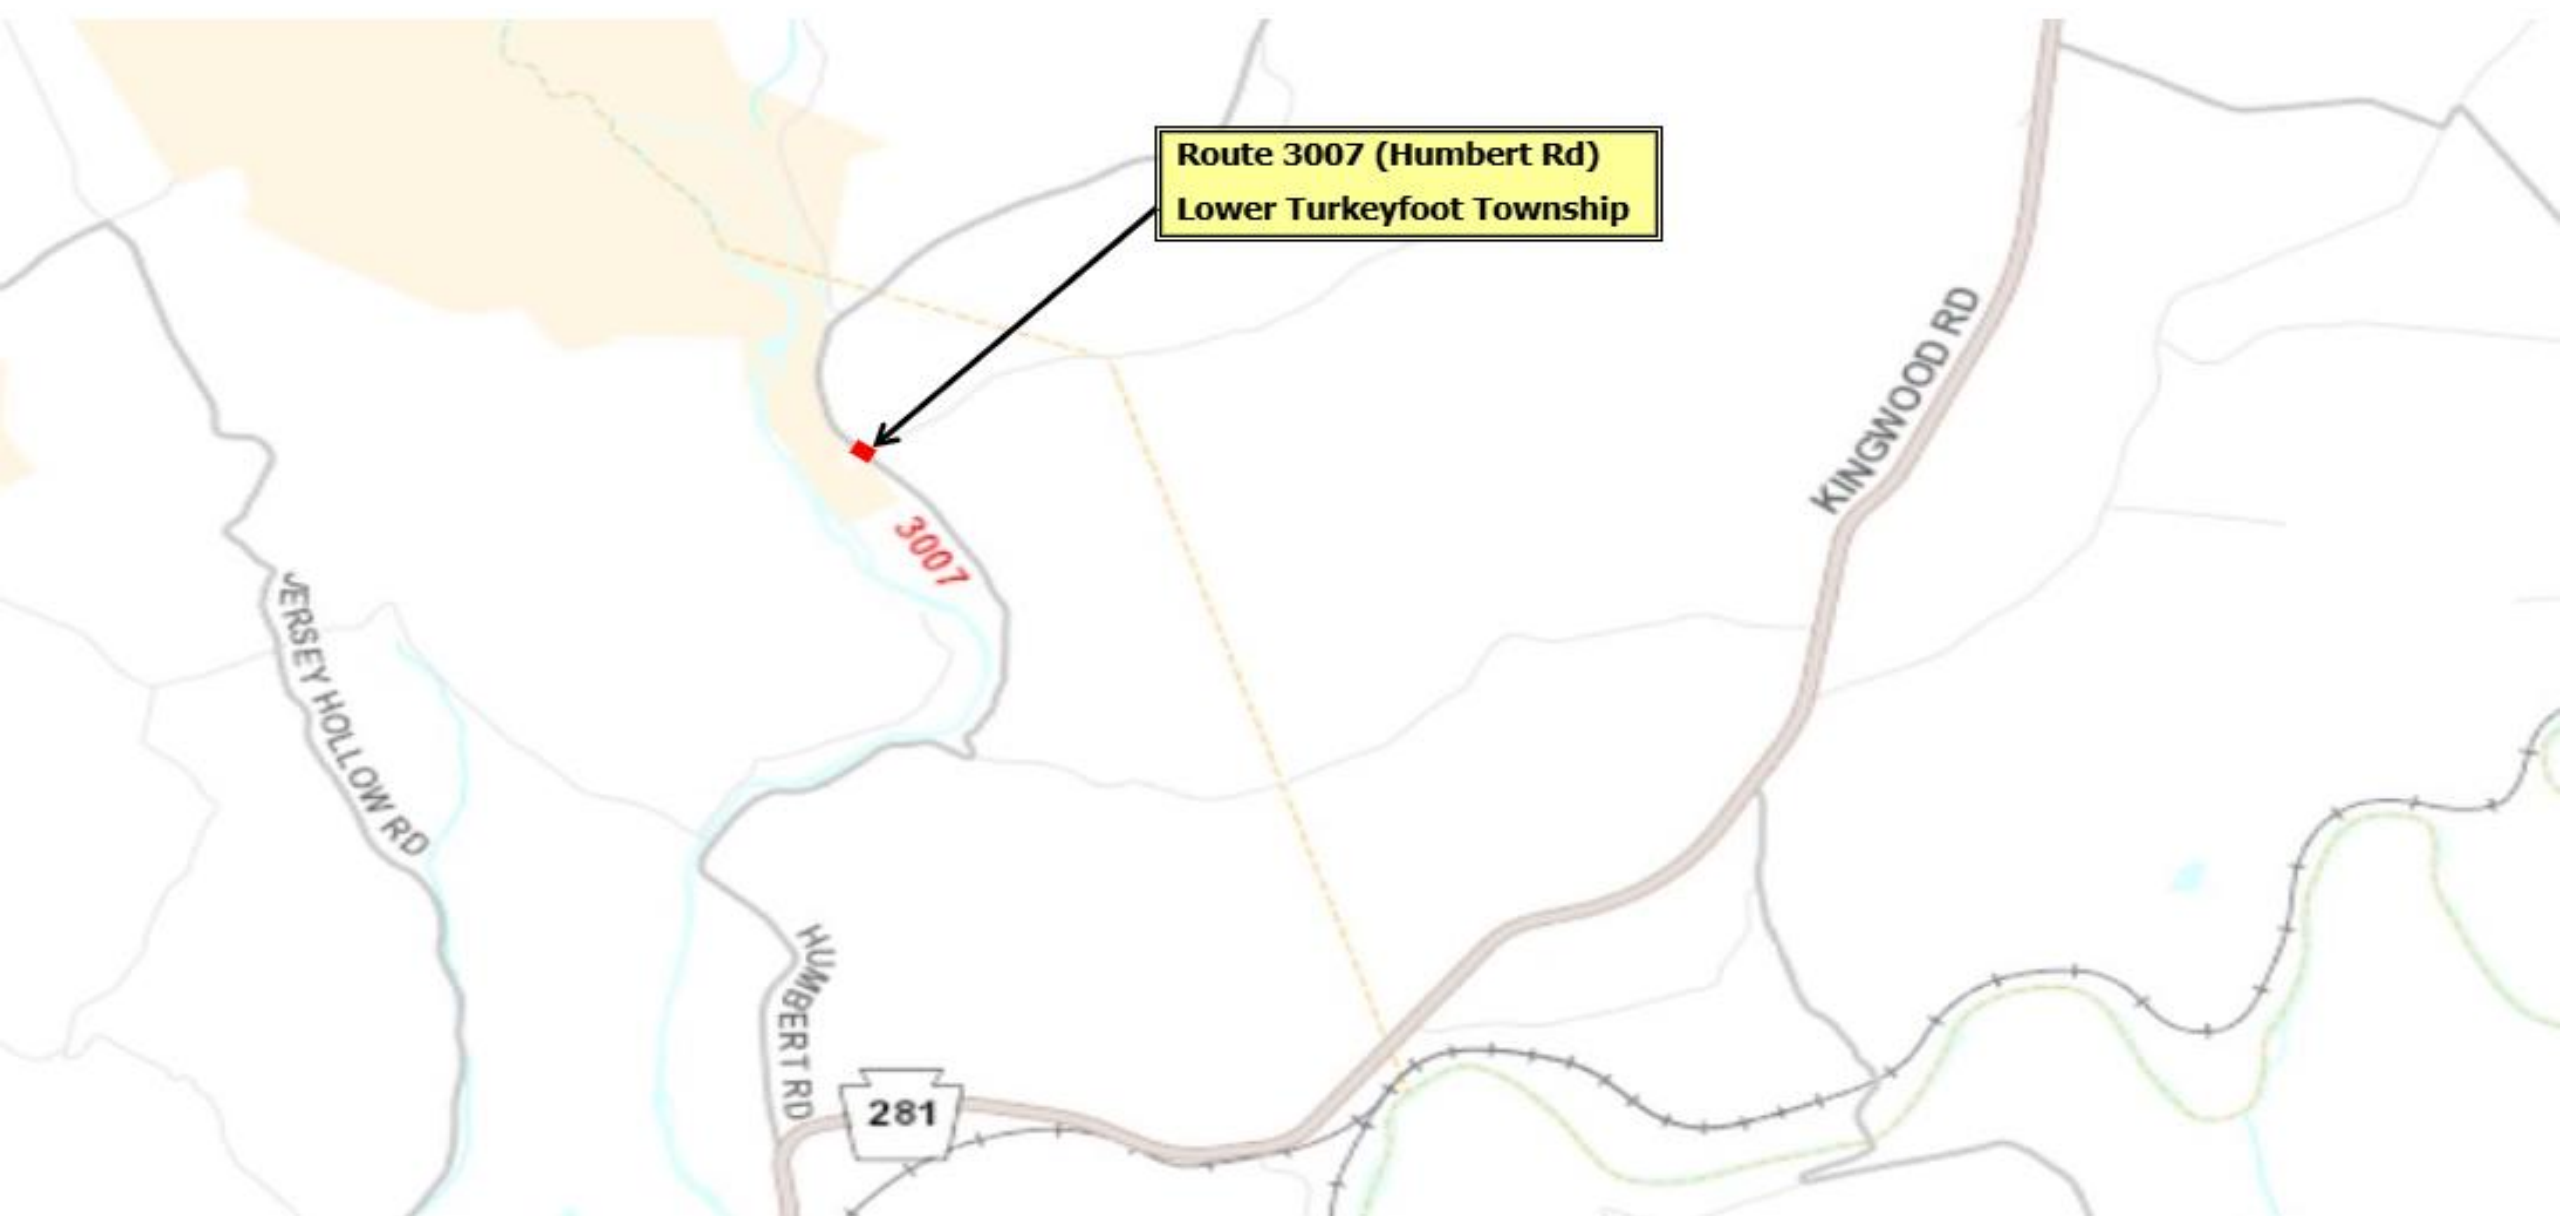 Route 3007 (Humbert Rd)
Lower Turkeyfoot Township
KINGWOOD RD
3007
JERSEY HOLLOW RD
HUMBERT RD
281